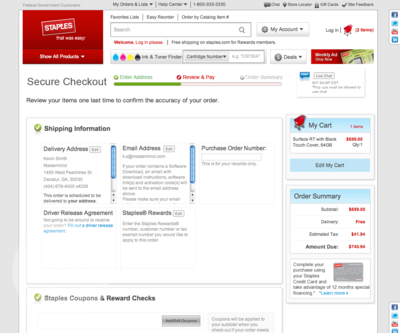 Federal Government Customers
My Orders & Lists Help Center 1-800-333-3330
Chat Store Locator Gift Cards Site Feedback
Favorites Lists Easy Reorder Order by Catalog/Item #
STAPLES
that was easy.
My Account
Log In
(2 items)
Welcome. Log in please. Free shipping on staples.com for Rewards members.
Show All Products
Ink & Toner Finder
Cartridge Number
Deals
Weekly Ad
Shop Now
Secure Checkout
Enter Address
Review & Pay
Order Summary
Live Chat
Review your items one last time to confirm the accuracy of your order.
Shipping Information
Delivery Address Edit
Kevin Smith
Mastermind
Decatur, GA, 30030
This order is scheduled to be delivered to your address.
Email Address Edit
If your order contains a Software Download, an email with download instructions, software link(s) and activation code(s) will be sent to the email address above.
Please make sure your email
Purchase Order Number:
This is for your records only.
Driver Release Agreement
Not going to be around to receive your order? Fill out a driver release agreement.
Staples® Rewards Edit
Enter the Staples Rewards® number, customer number or tax exempt number you would like to apply to this order.
My Cart 1 items
Surface RT with Black Touch Cover, 64GB
$699.00
Qty 1
Edit My Cart
Order Summary
Subtotal: $699.00
Delivery: Free
Estimated Tax: $41.94
Amount Due: $740.94
Complete your purchase using your Staples Credit Card and take advantage of 12 months special financing * Learn more
Staples Coupons & Reward Checks
Add/Edit Coupons
Coupons will be applied to your subtotal when you check out if your order meets